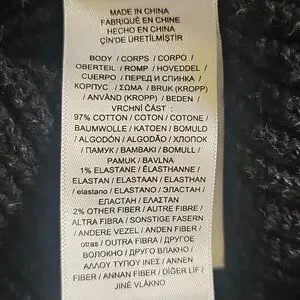 MADE IN CHINA
FABRIQUÉ EN CHINE
HECHO EN CHINA
ÇİN'DE ÜRETİLMİŞTİR
BODY / CORPS / CORPO /
OBERTEIL / ROMP / HOVEDDEL /
CUERPO / ПЕРЕД И СПИНКА /
КОРПУС / ΣΩΜΑ / BRUK (KROPP) /
ANVÄND (KROPP) / BEDEN /
VRCHNÍ ČÁST :
97% COTTON / COTON / COTONE /
BAUMWOLLE / KATOEN / BOMULD /
ALGODÓN / ALGODÃO / ХЛОПОК
/ ПАМУК / ΒΑΜΒΑΚΙ / BOMULL /
PAMUK / BAVLNA
1% ELASTANE / ÉLASTHANNE /
ELASTAN / ELASTAAN / ELASTHAN /
elastano / ELASTANO / ЭЛАСТАН /
ЕЛАСТАН / ΕΛΑΣΤΑΝ
2% OTHER FIBER / AUTRE FIBRE /
ALTRA FIBRA / SONSTIGE FASERN
/ ANDERE VEZEL / ANDEN FIBER /
otras / OUTRA FIBRA / ДРУГОЕ
ВОЛОКНО / ДРУГО ВЛАКНО /
ΑΛΛΟΥ ΤΥΠΟΥ ΙΝΕΣ / ANNEN
FIBER / ANNAN FIBER / DİĞER LİF /
JINÉ VLÁKNO